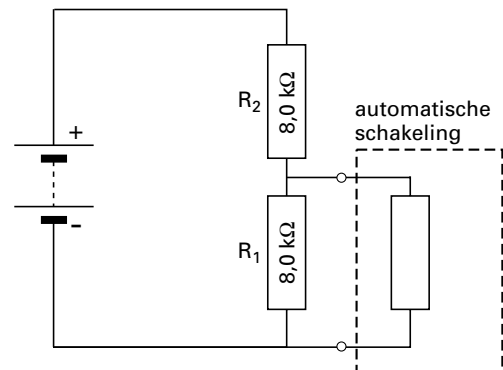 R2
8,0 kΩ
automatische
schakeling
+
-
R1
8,0 kΩ